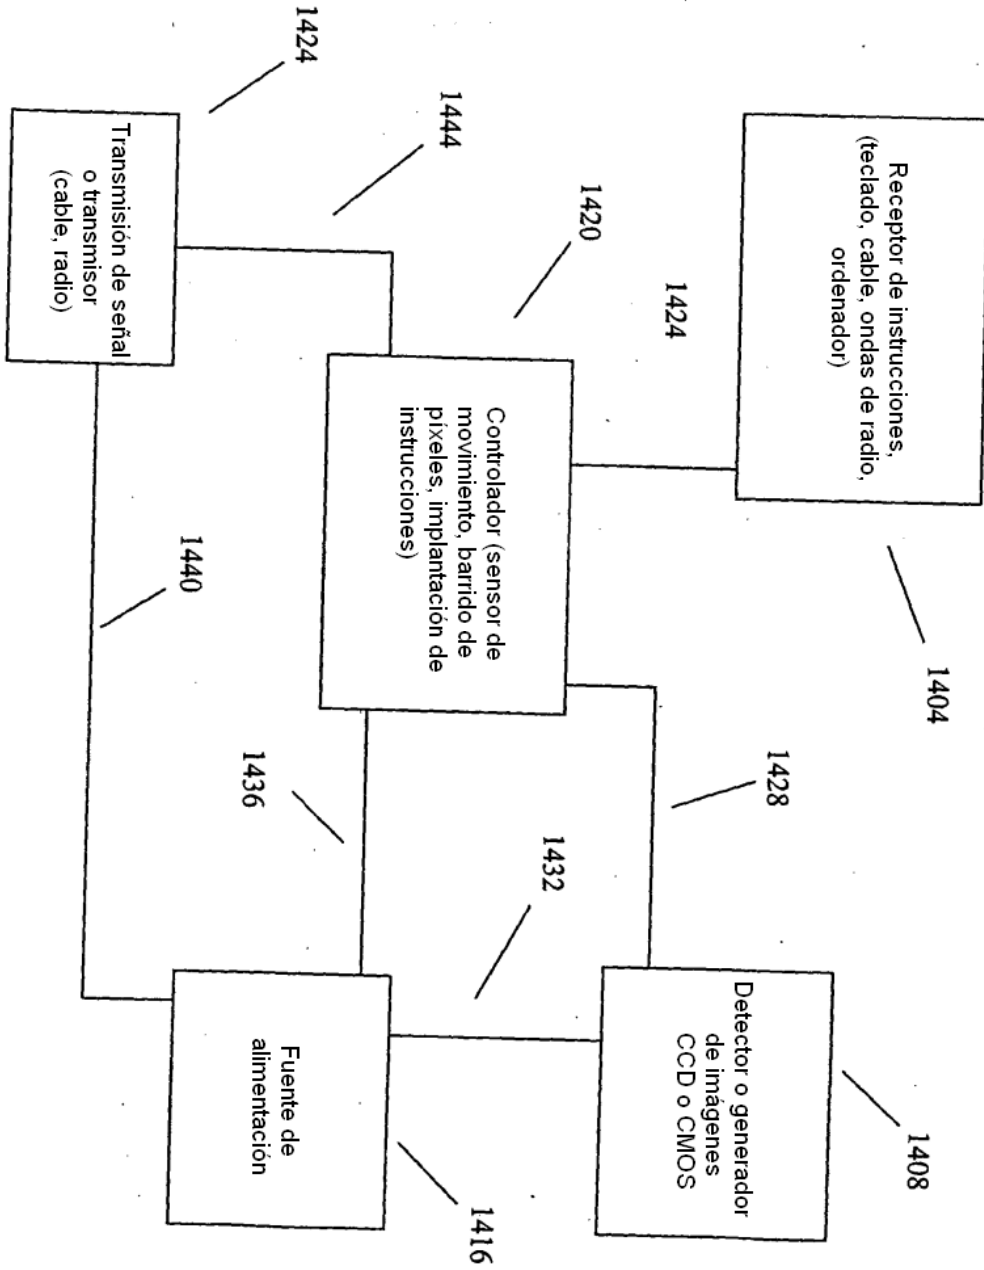 Receptor de instrucciones,
(teclado, cable, ondas de radio,
ordenador)
1404
1408
Detector o generador
de imágenes
CCD o CMOS
1428
1424
1420
1432
Controlador (sensor de
movimiento, barrido de
píxeles, implantación de
instrucciones)
1416
1444
1424
Fuente de
alimentación
1436
1440
Transmisión de señal
o transmisor
(cable, radio)